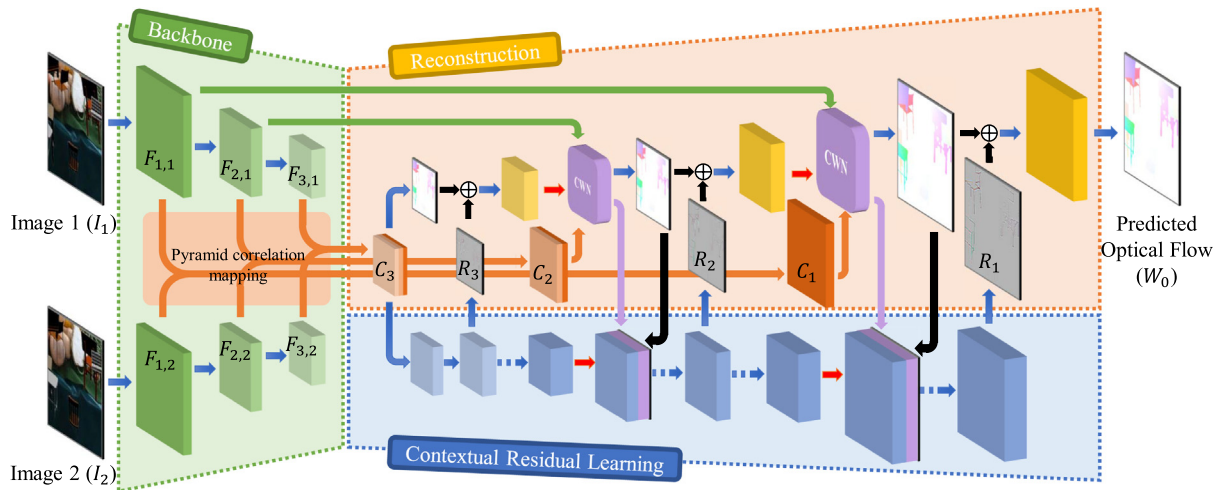 Backbone
Reconstruction
F₁,₁
F₂,₁
F₃,₁
CWN
CWN
Image 1 (I₁)
Pyramid correlation
mapping
C₃
R₃
C₂
R₂
C₁
R₁
Predicted
Optical Flow
(W₀)
F₁,₂
F₂,₂
F₃,₂
Image 2 (I₂)
Contextual Residual Learning